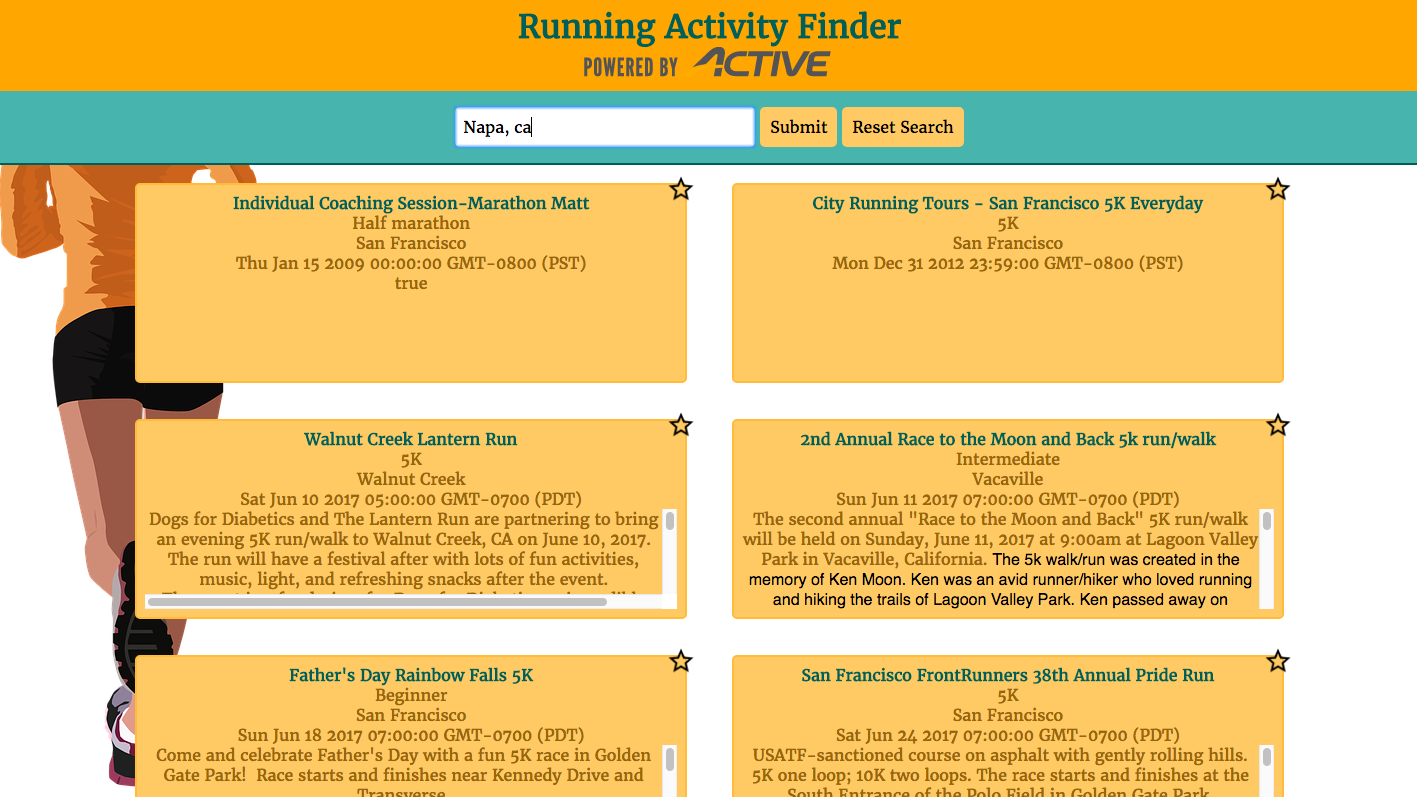 Running Activity Finder
POWERED BY ACTIVE
Napa, ca
Submit
Reset Search
Individual Coaching Session-Marathon Matt
Half marathon
San Francisco
Thu Jan 15 2009 00:00:00 GMT-0800 (PST)
true
City Running Tours - San Francisco 5K Everyday
5K
San Francisco
Mon Dec 31 2012 23:59:00 GMT-0800 (PST)
Walnut Creek Lantern Run
5K
Walnut Creek
Sat Jun 10 2017 05:00:00 GMT-0700 (PDT)
Dogs for Diabetics and The Lantern Run are partnering to bring
an evening 5K run/walk to Walnut Creek, CA on June 10, 2017.
The run will have a festival after with lots of fun activities,
music, light, and refreshing snacks after the event.
2nd Annual Race to the Moon and Back 5k run/walk
Intermediate
Vacaville
Sun Jun 11 2017 07:00:00 GMT-0700 (PDT)
The second annual "Race to the Moon and Back" 5K run/walk
will be held on Sunday, June 11, 2017 at 9:00am at Lagoon Valley
Park in Vacaville, California. The 5k walk/run was created in the
memory of Ken Moon. Ken was an avid runner/hiker who loved running
and hiking the trails of Lagoon Valley Park. Ken passed away on
Father's Day Rainbow Falls 5K
Beginner
San Francisco
Sun Jun 18 2017 07:00:00 GMT-0700 (PDT)
Come and celebrate Father's Day with a fun 5K race in Golden
Gate Park! Race starts and finishes near Kennedy Drive and
Transverse
San Francisco FrontRunners 38th Annual Pride Run
5K
San Francisco
Sat Jun 24 2017 07:00:00 GMT-0700 (PDT)
USATF-sanctioned course on asphalt with gently rolling hills.
5K one loop; 10K two loops. The race starts and finishes at the
South Entrance of the Polo Field in Golden Gate Park